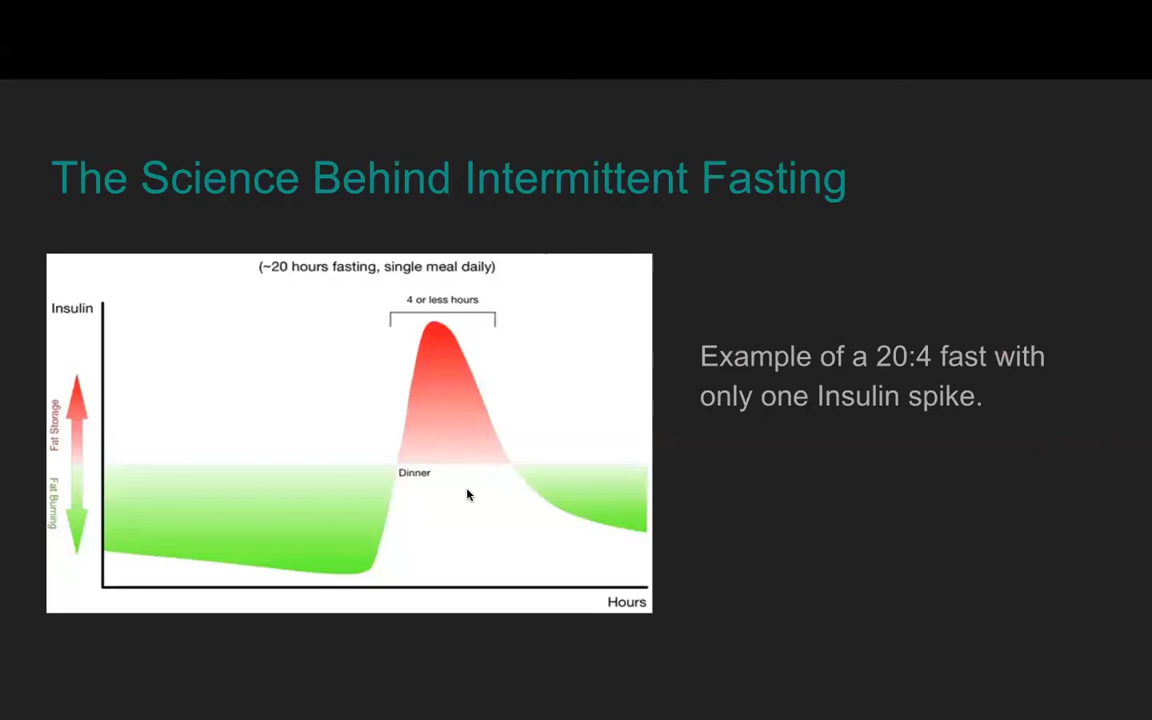 The Science Behind Intermittent Fasting
(~20 hours fasting, single meal daily)
4 or less hours
Insulin
Fat Storage
Fat Burning
Dinner
Hours
Example of a 20:4 fast with
only one Insulin spike.